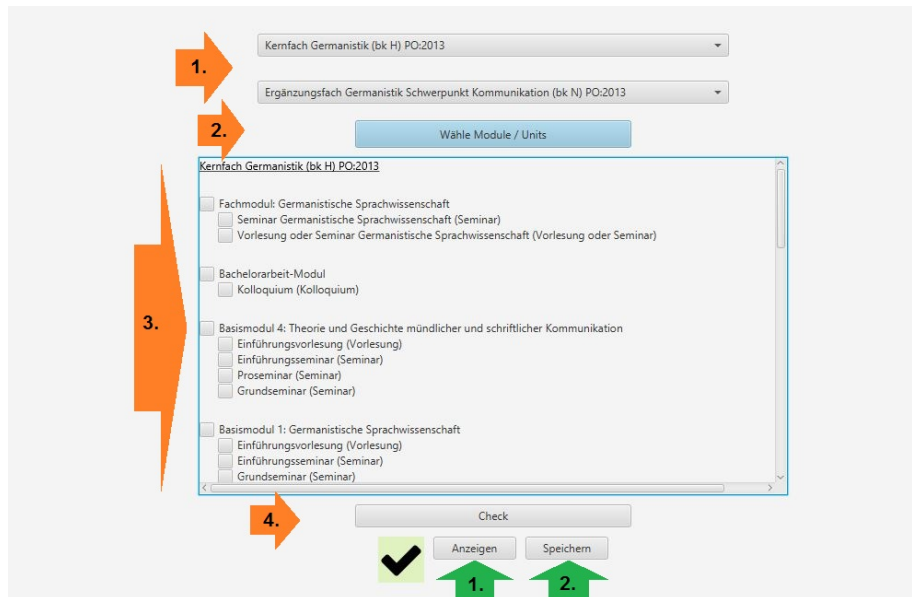 Kernfach Germanistik (bk H) PO:2013
1.
Ergänzungsfach Germanistik Schwerpunkt Kommunikation (bk N) PO:2013
2.
Wähle Module / Units
Kernfach Germanistik (bk H) PO:2013
Fachmodul: Germanistische Sprachwissenschaft
Seminar Germanistische Sprachwissenschaft (Seminar)
Vorlesung oder Seminar Germanistische Sprachwissenschaft (Vorlesung oder Seminar)
Bachelorarbeit-Modul
Kolloquium (Kolloquium)
3.
Basismodul 4: Theorie und Geschichte mündlicher und schriftlicher Kommunikation
Einführungsvorlesung (Vorlesung)
Einführungsseminar (Seminar)
Proseminar (Seminar)
Grundseminar (Seminar)
Basismodul 1: Germanistische Sprachwissenschaft
Einführungsvorlesung (Vorlesung)
Einführungsseminar (Seminar)
Grundseminar (Seminar)
4.
Check
Anzeigen
Speichern
1.
2.